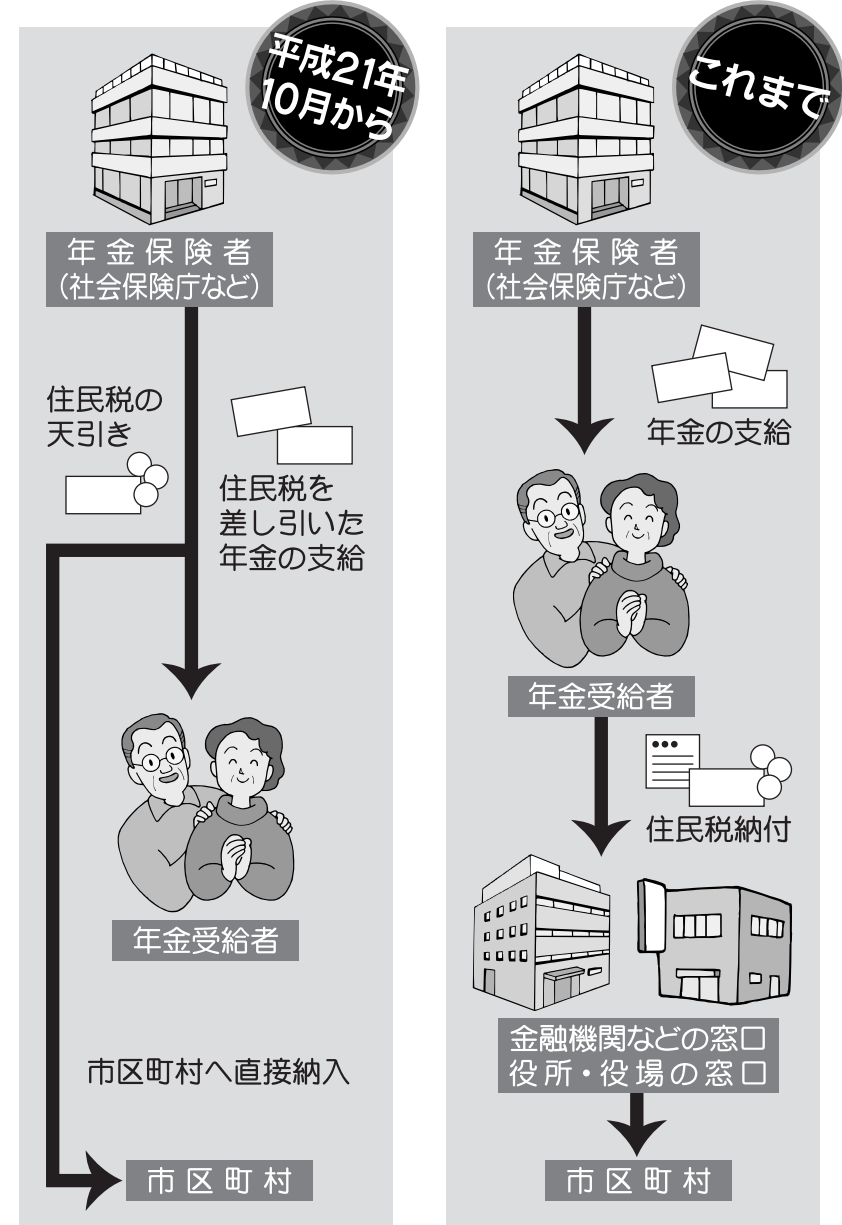 平成21年
10月から
年金保険者
(社会保険庁など)
住民税の
天引き
住民税を
差し引いた
年金の支給
年金受給者
市区町村へ直接納入
市区町村
これまで
年金保険者
(社会保険庁など)
年金の支給
年金受給者
住民税納付
金融機関などの窓口
役所・役場の窓口
市区町村